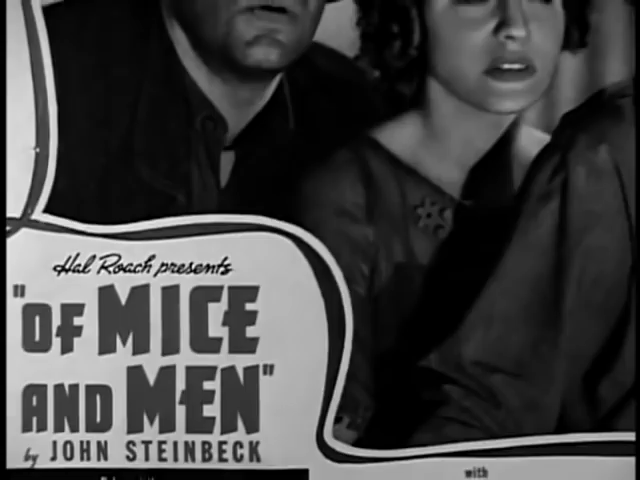 Hal Roach presents
"OF MICE
AND MEN"
by JOHN STEINBECK
with